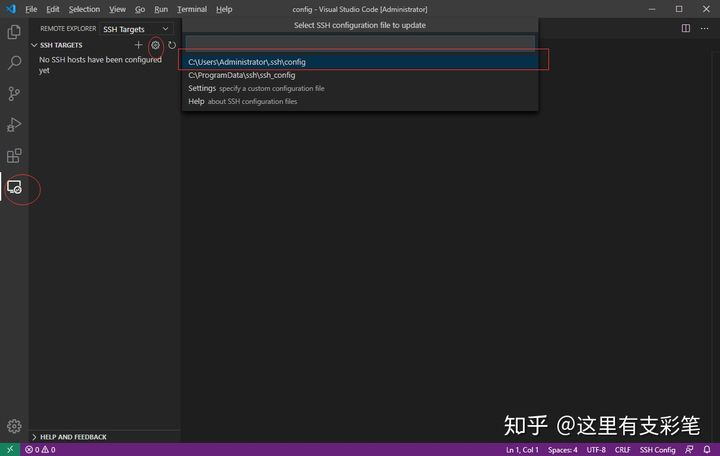 File Edit Selection View Go Run Terminal Help config - Visual Studio Code [Administrator]
REMOTE EXPLORER SSH Targets
Select SSH configuration file to update
SSH TARGETS
No SSH hosts have been configured
yet
C:\Users\Administrator\.ssh\config
C:\ProgramData\ssh\ssh_config
Settings specify a custom configuration file
Help about SSH configuration files
知乎 @这里有支彩笔
HELP AND FEEDBACK
0 0 Ln 1, Col 1 Spaces: 4 UTF-8 CRLF SSH Config